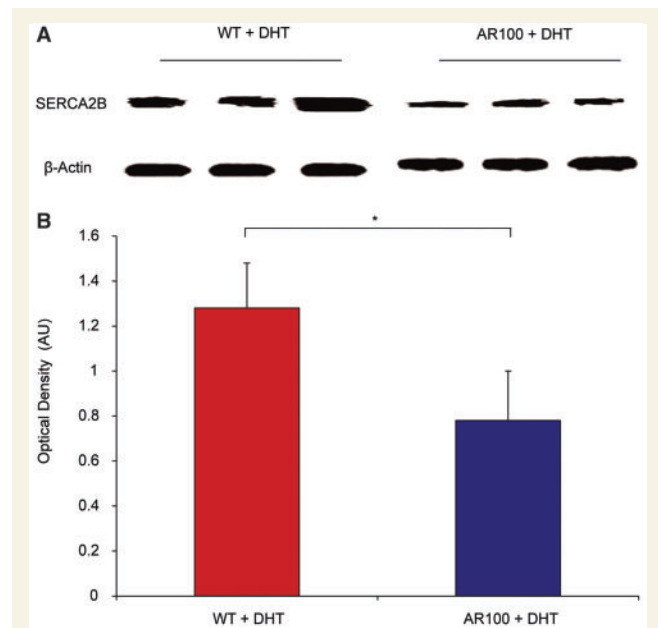 A
WT + DHT AR100 + DHT
SERCA2B
β-Actin
B
*
1.6
1.4
1.2
1
0.8
0.6
0.4
0.2
0
Optical Density (AU)
WT + DHT AR100 + DHT